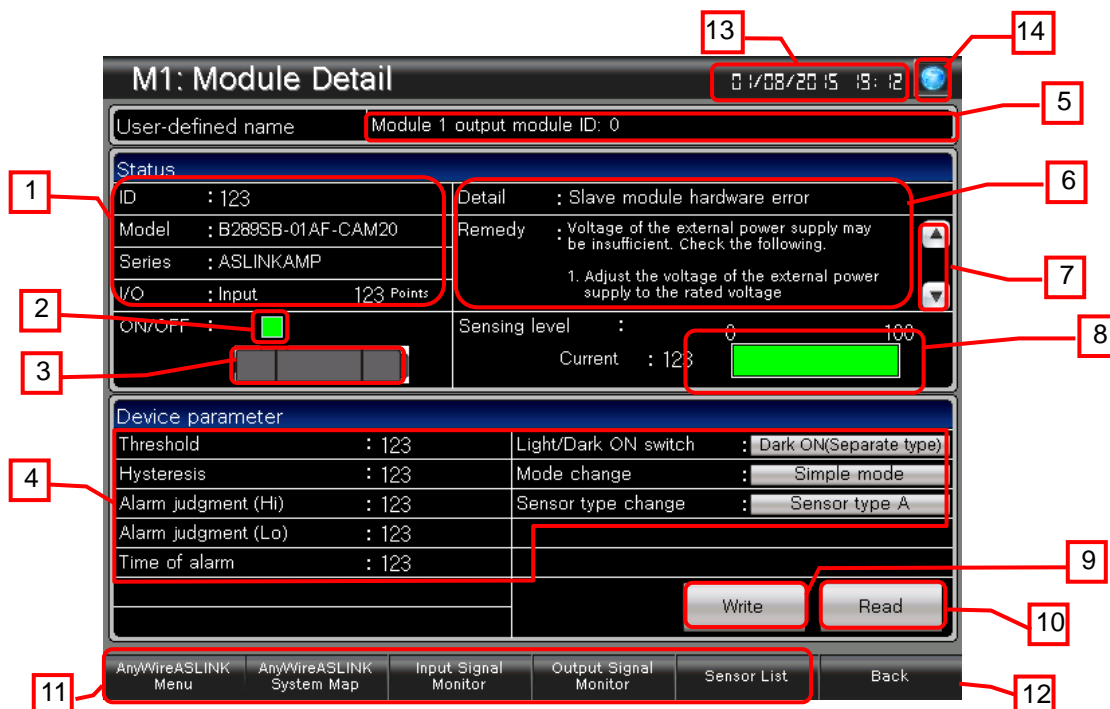 13
14
M1: Module Detail
01/08/2015 19:12
5
User-defined name
Module 1 output module ID: 0
Status
1
ID : 123
Model : B289SB-01AF-CAM20
Series : ASLINKAMP
I/O : Input 123 Points
6
Detail : Slave module hardware error
Remedy : Voltage of the external power supply may
be insufficient. Check the following.
1. Adjust the voltage of the external power
supply to the rated voltage
7
2
ON/OFF :
3
Sensing level :
0 100
Current : 123
8
Device parameter
4
Threshold : 123
Hysteresis : 123
Alarm judgment (Hi) : 123
Alarm judgment (Lo) : 123
Time of alarm : 123
Light/Dark ON switch : Dark ON(Separate type)
Mode change : Simple mode
Sensor type change : Sensor type A
9
Write
Read
10
11
AnyWireASLINK
Menu
AnyWireASLINK
System Map
Input Signal
Monitor
Output Signal
Monitor
Sensor List
Back
12